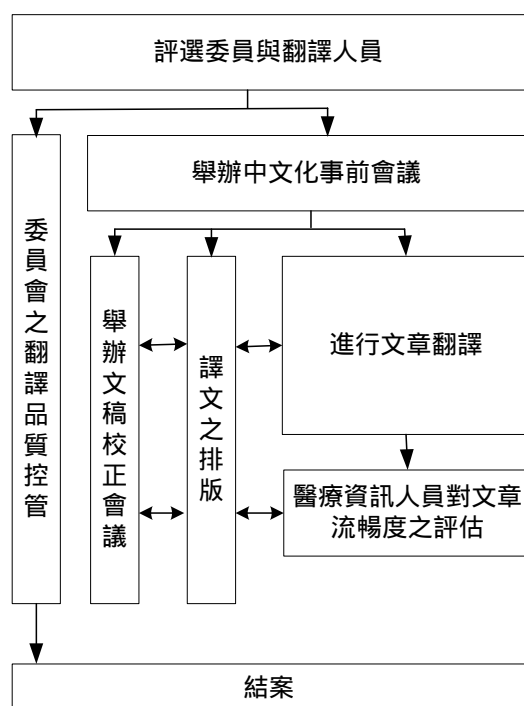 評選委員與翻譯人員
舉辦中文化事前會議
委員會之翻譯品質控管
舉辦文稿校正會議
譯文之排版
進行文章翻譯
醫療資訊人員對文章
流暢度之評估
結案